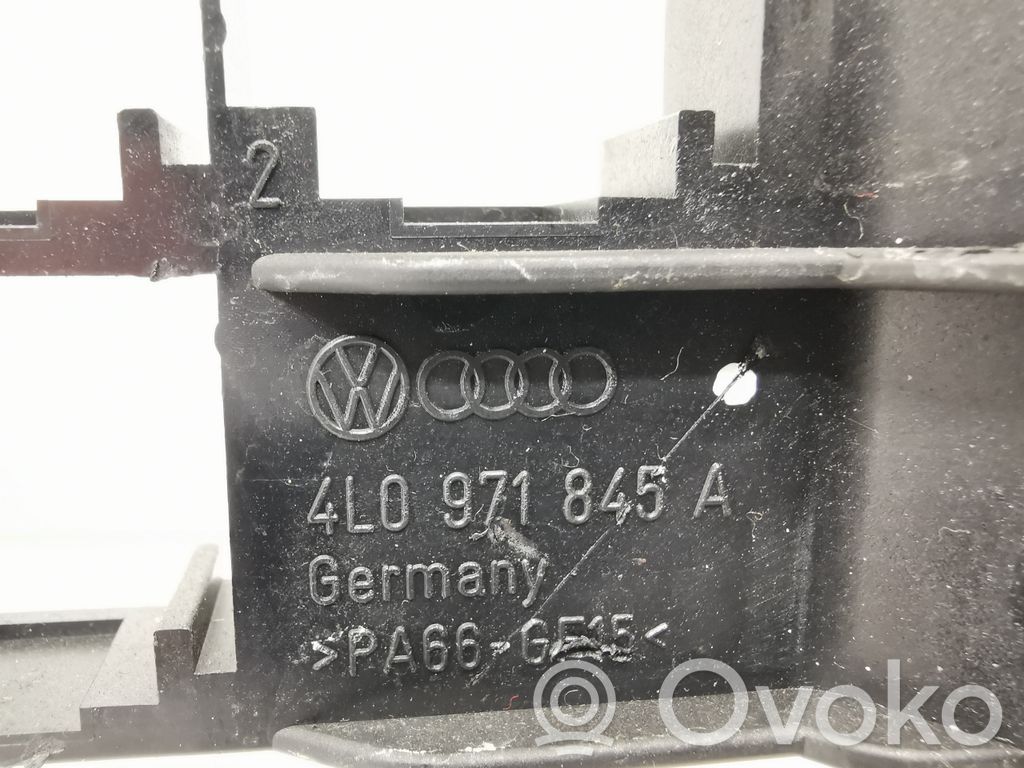 2
4L0 971 845 A
Germany
>PA66-GF15<
© Ovoko